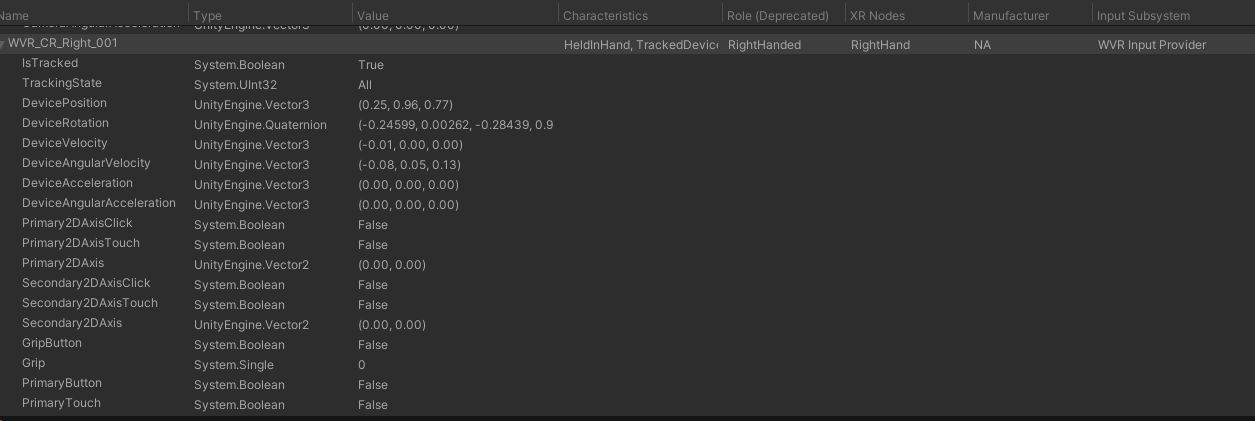 Name Type Value Characteristics Role (Deprecated) XR Nodes Manufacturer Input Subsystem
WVR_CR_Right_001 HeldInHand, TrackedDevice RightHanded RightHand NA WVR Input Provider
IsTracked System.Boolean True
TrackingState System.UInt32 All
DevicePosition UnityEngine.Vector3 (0.25, 0.96, 0.77)
DeviceRotation UnityEngine.Quaternion (-0.24599, 0.00262, -0.28439, 0.9
DeviceVelocity UnityEngine.Vector3 (-0.01, 0.00, 0.00)
DeviceAngularVelocity UnityEngine.Vector3 (-0.08, 0.05, 0.13)
DeviceAcceleration UnityEngine.Vector3 (0.00, 0.00, 0.00)
DeviceAngularAcceleration UnityEngine.Vector3 (0.00, 0.00, 0.00)
Primary2DAxisClick System.Boolean False
Primary2DAxisTouch System.Boolean False
Primary2DAxis UnityEngine.Vector2 (0.00, 0.00)
Secondary2DAxisClick System.Boolean False
Secondary2DAxisTouch System.Boolean False
Secondary2DAxis UnityEngine.Vector2 (0.00, 0.00)
GripButton System.Boolean False
Grip System.Single 0
PrimaryButton System.Boolean False
PrimaryTouch System.Boolean False